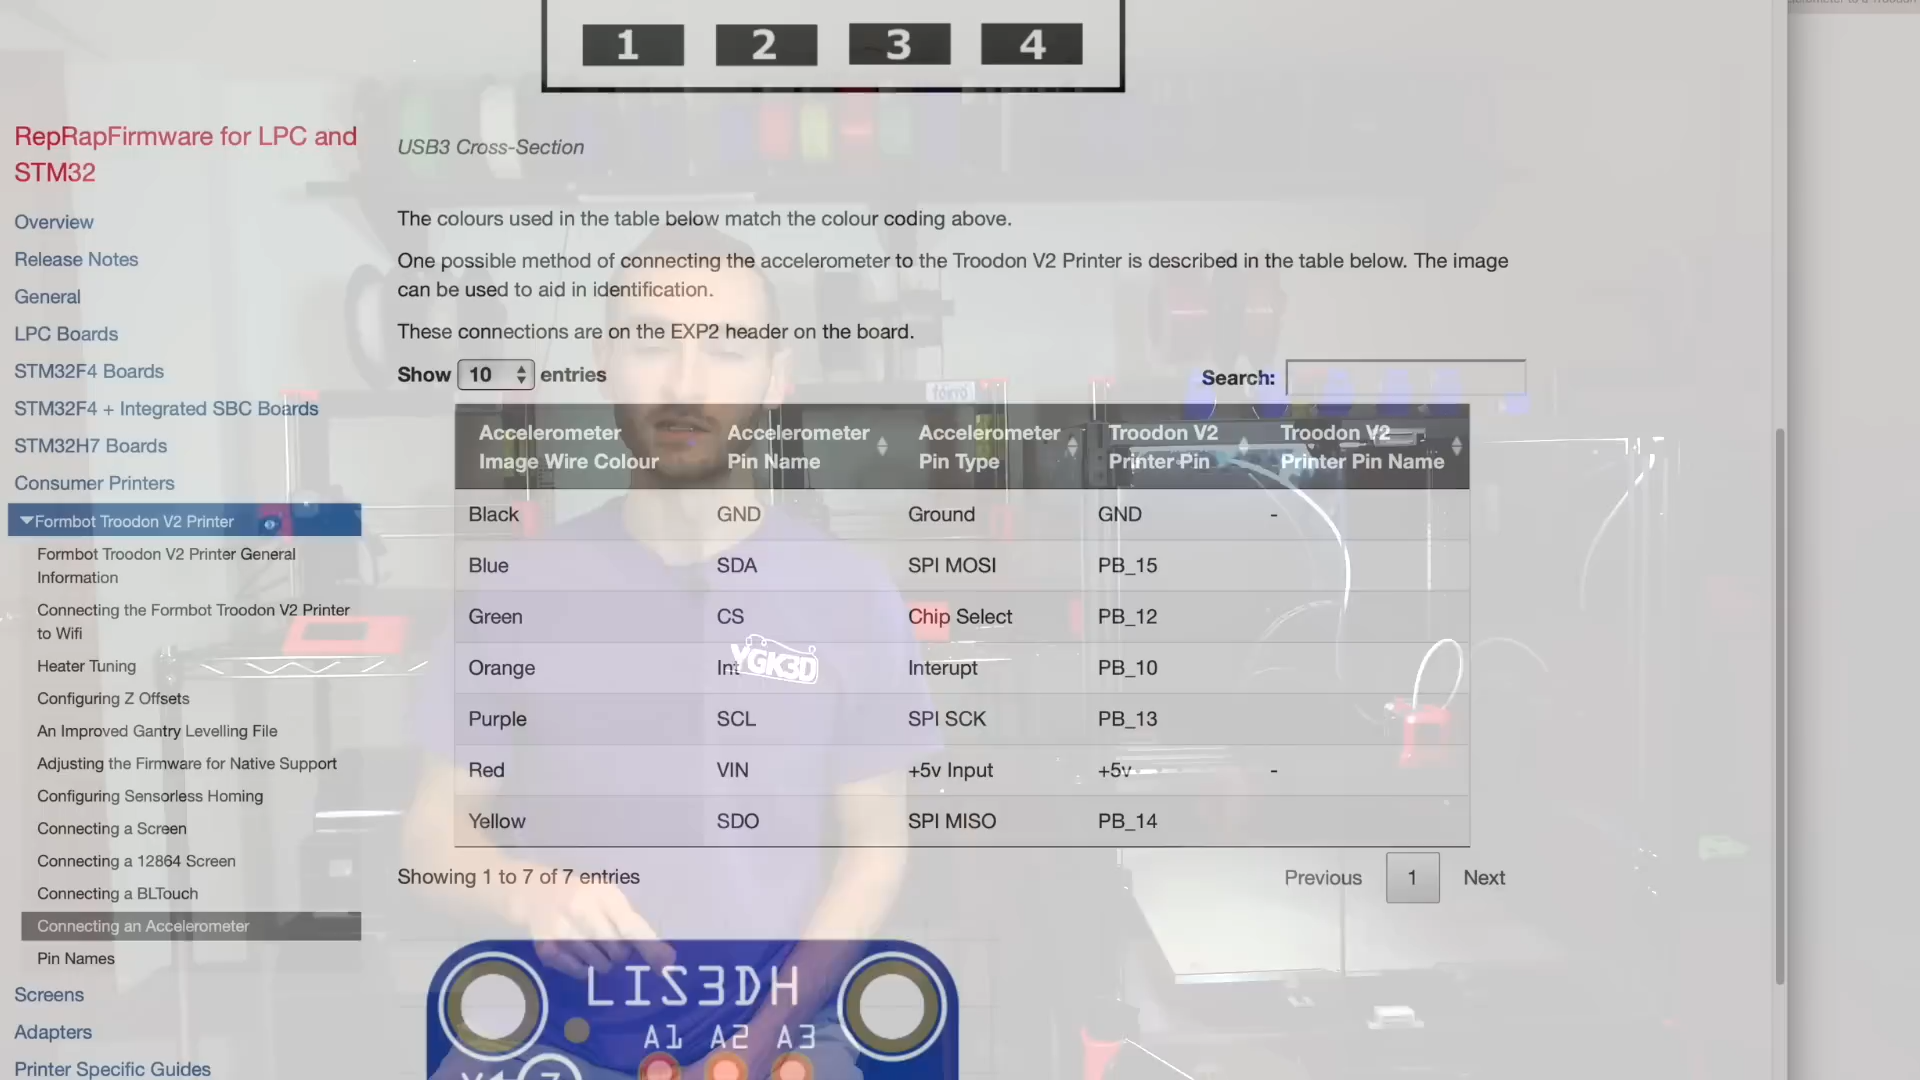 1 2 3 4
RepRapFirmware for LPC and
STM32
Overview
Release Notes
General
LPC Boards
STM32F4 Boards
STM32F4 + Integrated SBC Boards
STM32H7 Boards
Consumer Printers
Formbot Troodon V2 Printer
Formbot Troodon V2 Printer General
Information
Connecting the Formbot Troodon V2 Printer
to Wifi
Heater Tuning
Configuring Z Offsets
An Improved Gantry Levelling File
Adjusting the Firmware for Native Support
Configuring Sensorless Homing
Connecting a Screen
Connecting a 12864 Screen
Connecting a BLTouch
Connecting an Accelerometer
Pin Names
Screens
Adapters
Printer Specific Guides
USB3 Cross-Section
The colours used in the table below match the colour coding above.
One possible method of connecting the accelerometer to the Troodon V2 Printer is described in the table below. The image
can be used to aid in identification.
These connections are on the EXP2 header on the board.
Show 10 entries
Search:
Accelerometer Image Wire Colour Accelerometer Pin Name Accelerometer Pin Type Troodon V2 Printer Pin Troodon V2 Printer Pin Name
Black GND Ground GND -
Blue SDA SPI MOSI PB_15
Green CS Chip Select PB_12
Orange Int Interupt PB_10
Purple SCL SPI SCK PB_13
Red VIN +5v Input +5v -
Yellow SDO SPI MISO PB_14
VGK3D
Showing 1 to 7 of 7 entries
Previous 1 Next
LIS3DH
A1 A2 A3